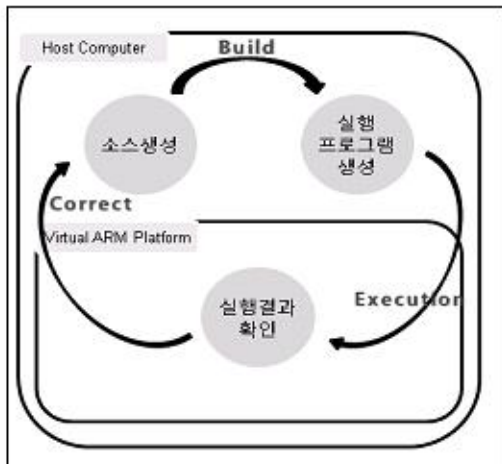 Host Computer
Build
소스생성
실행
프로그램
생성
Correct
Virtual ARM Platform
Execution
실행결과
확인